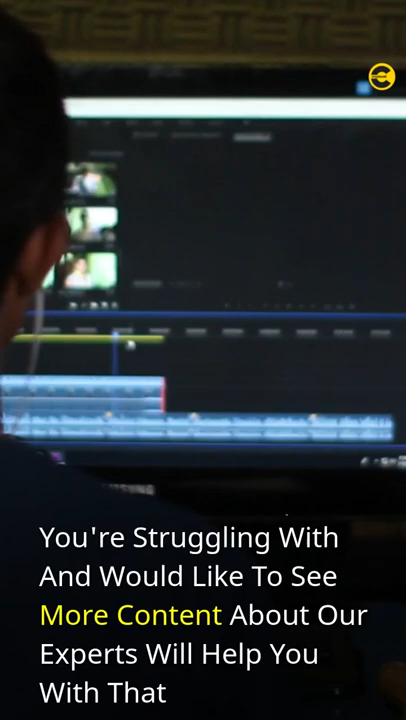 You're Struggling With
And Would Like To See
More Content About Our
Experts Will Help You
With That